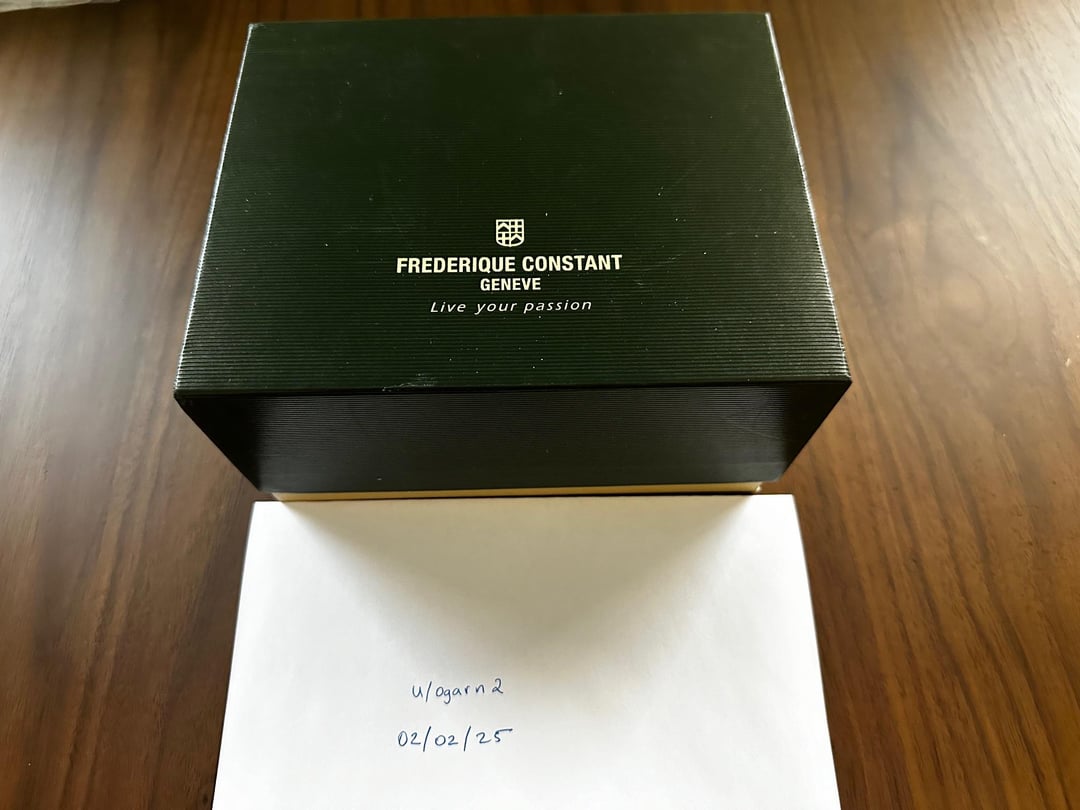 FREDERIQUE CONSTANT
GENEVE
Live your passion
u/ogarn2
02/02/25